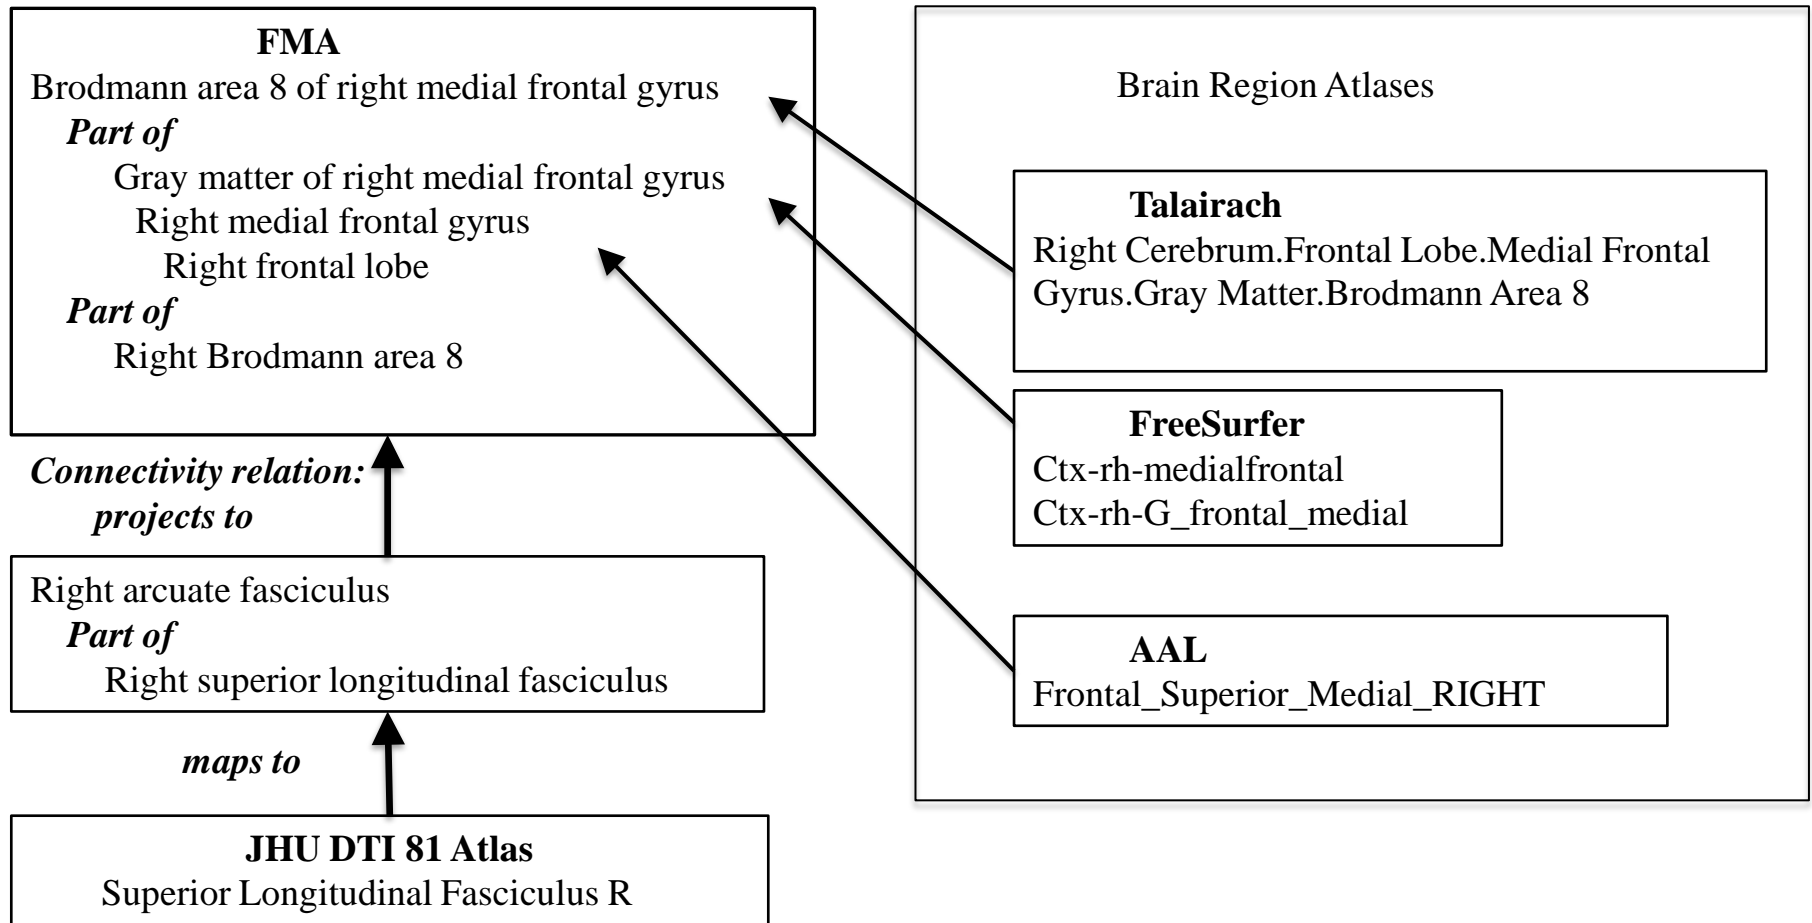 FMA
Brodmann area 8 of right medial frontal gyrus
Part of
Gray matter of right medial frontal gyrus
Right medial frontal gyrus
Right frontal lobe
Part of
Right Brodmann area 8
Connectivity relation:
projects to
Right arcuate fasciculus
Part of
Right superior longitudinal fasciculus
maps to
JHU DTI 81 Atlas
Superior Longitudinal Fasciculus R
Brain Region Atlases
Talairach
Right Cerebrum.Frontal Lobe.Medial Frontal
Gyrus.Gray Matter.Brodmann Area 8
FreeSurfer
Ctx-rh-medialfrontal
Ctx-rh-G_frontal_medial
AAL
Frontal_Superior_Medial_RIGHT